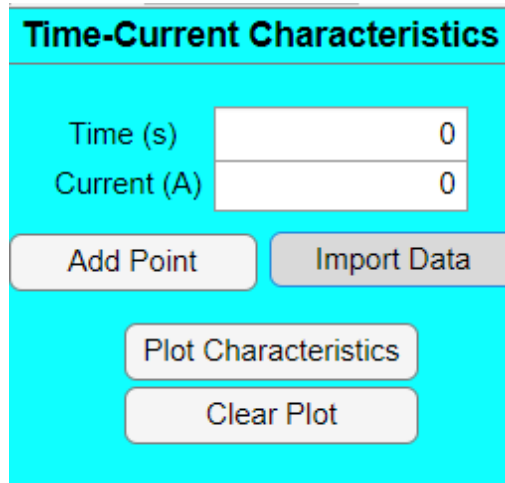 Time-Current Characteristics
Time (s) 0
Current (A) 0
Add Point Import Data
Plot Characteristics
Clear Plot